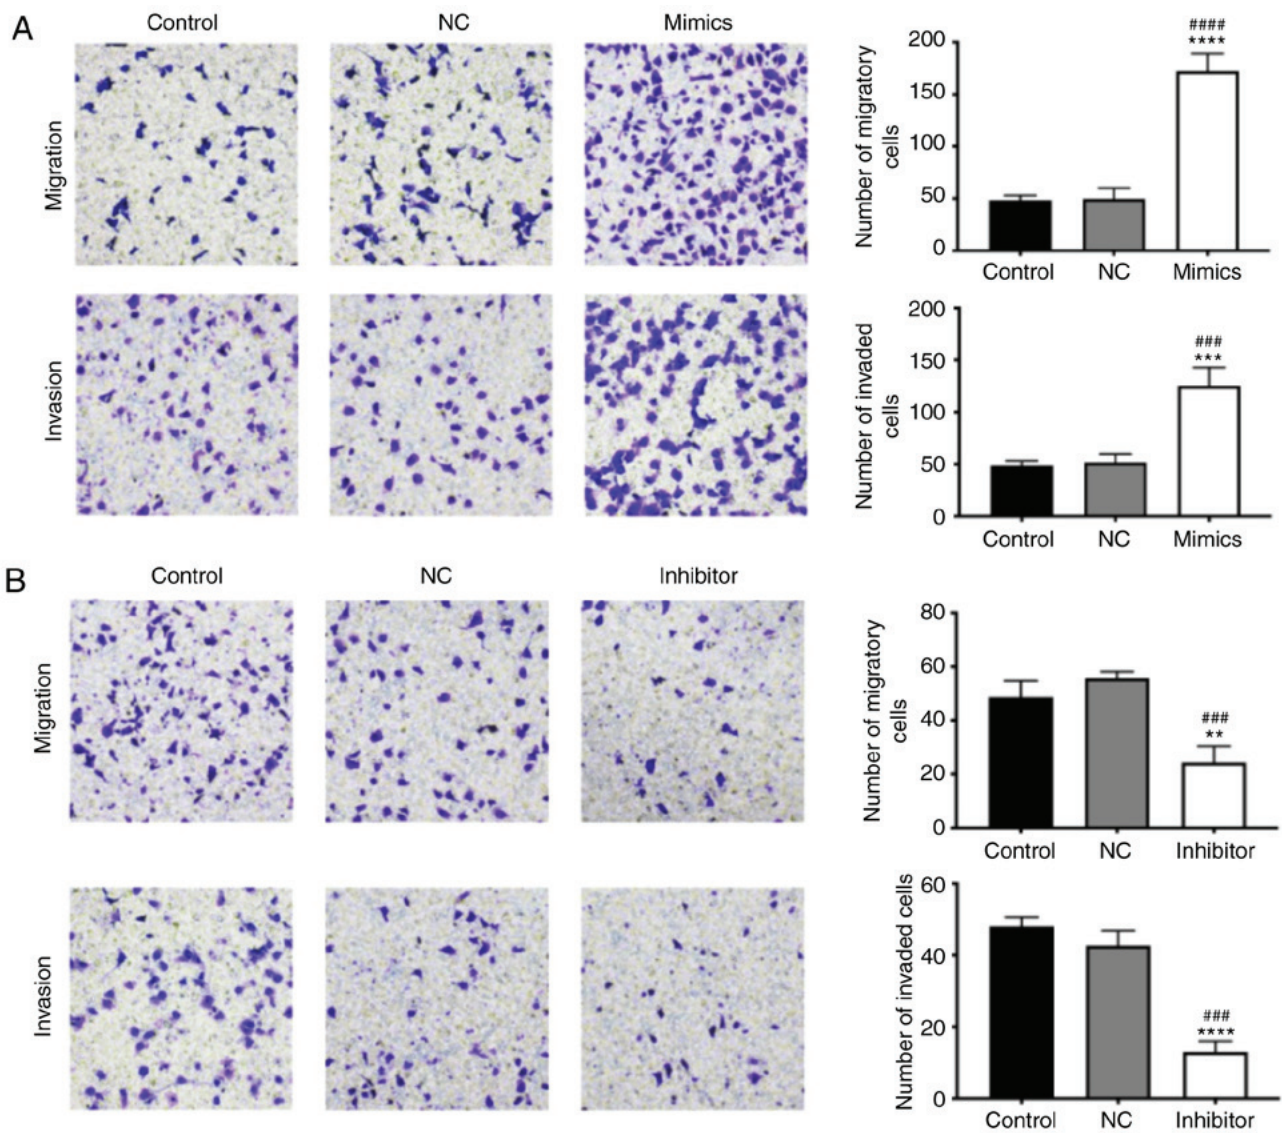 A
Control
NC
Mimics
Migration
Invasion
Number of migratory
cells
200
150
100
50
0
####
****
Control
NC
Mimics
Number of invaded
cells
200
150
100
50
0
###
***
Control
NC
Mimics
B
Control
NC
Inhibitor
Migration
Invasion
Number of migratory
cells
80
60
40
20
0
###
**
Control
NC
Inhibitor
Number of invaded cells
60
40
20
0
###
****
Control
NC
Inhibitor